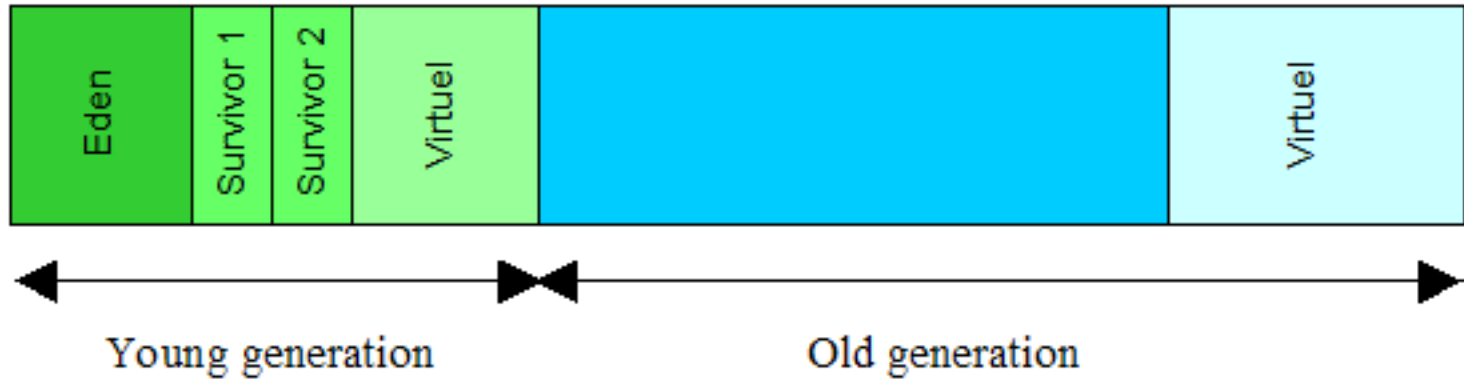 Eden
Survivor 1
Survivor 2
Virtuel
Virtuel
Young generation
Old generation